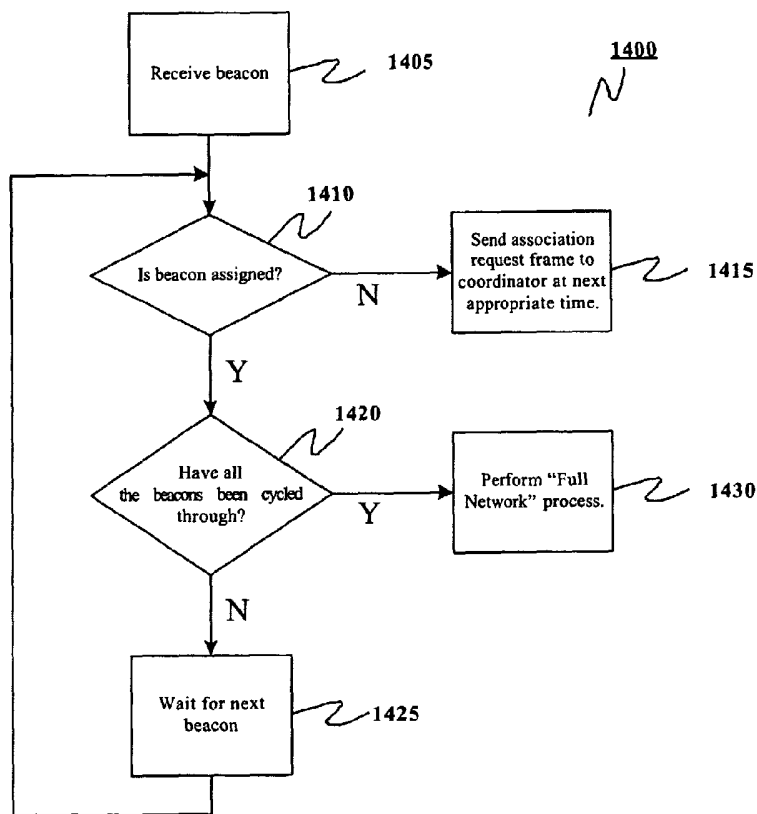 1400
Receive beacon
1405
1410
Is beacon assigned?
N
Send association
request frame to
coordinator at next
appropriate time.
1415
Y
1420
Have all
the beacons been cycled
through?
Y
Perform “Full
Network” process.
1430
N
Wait for next
beacon
1425